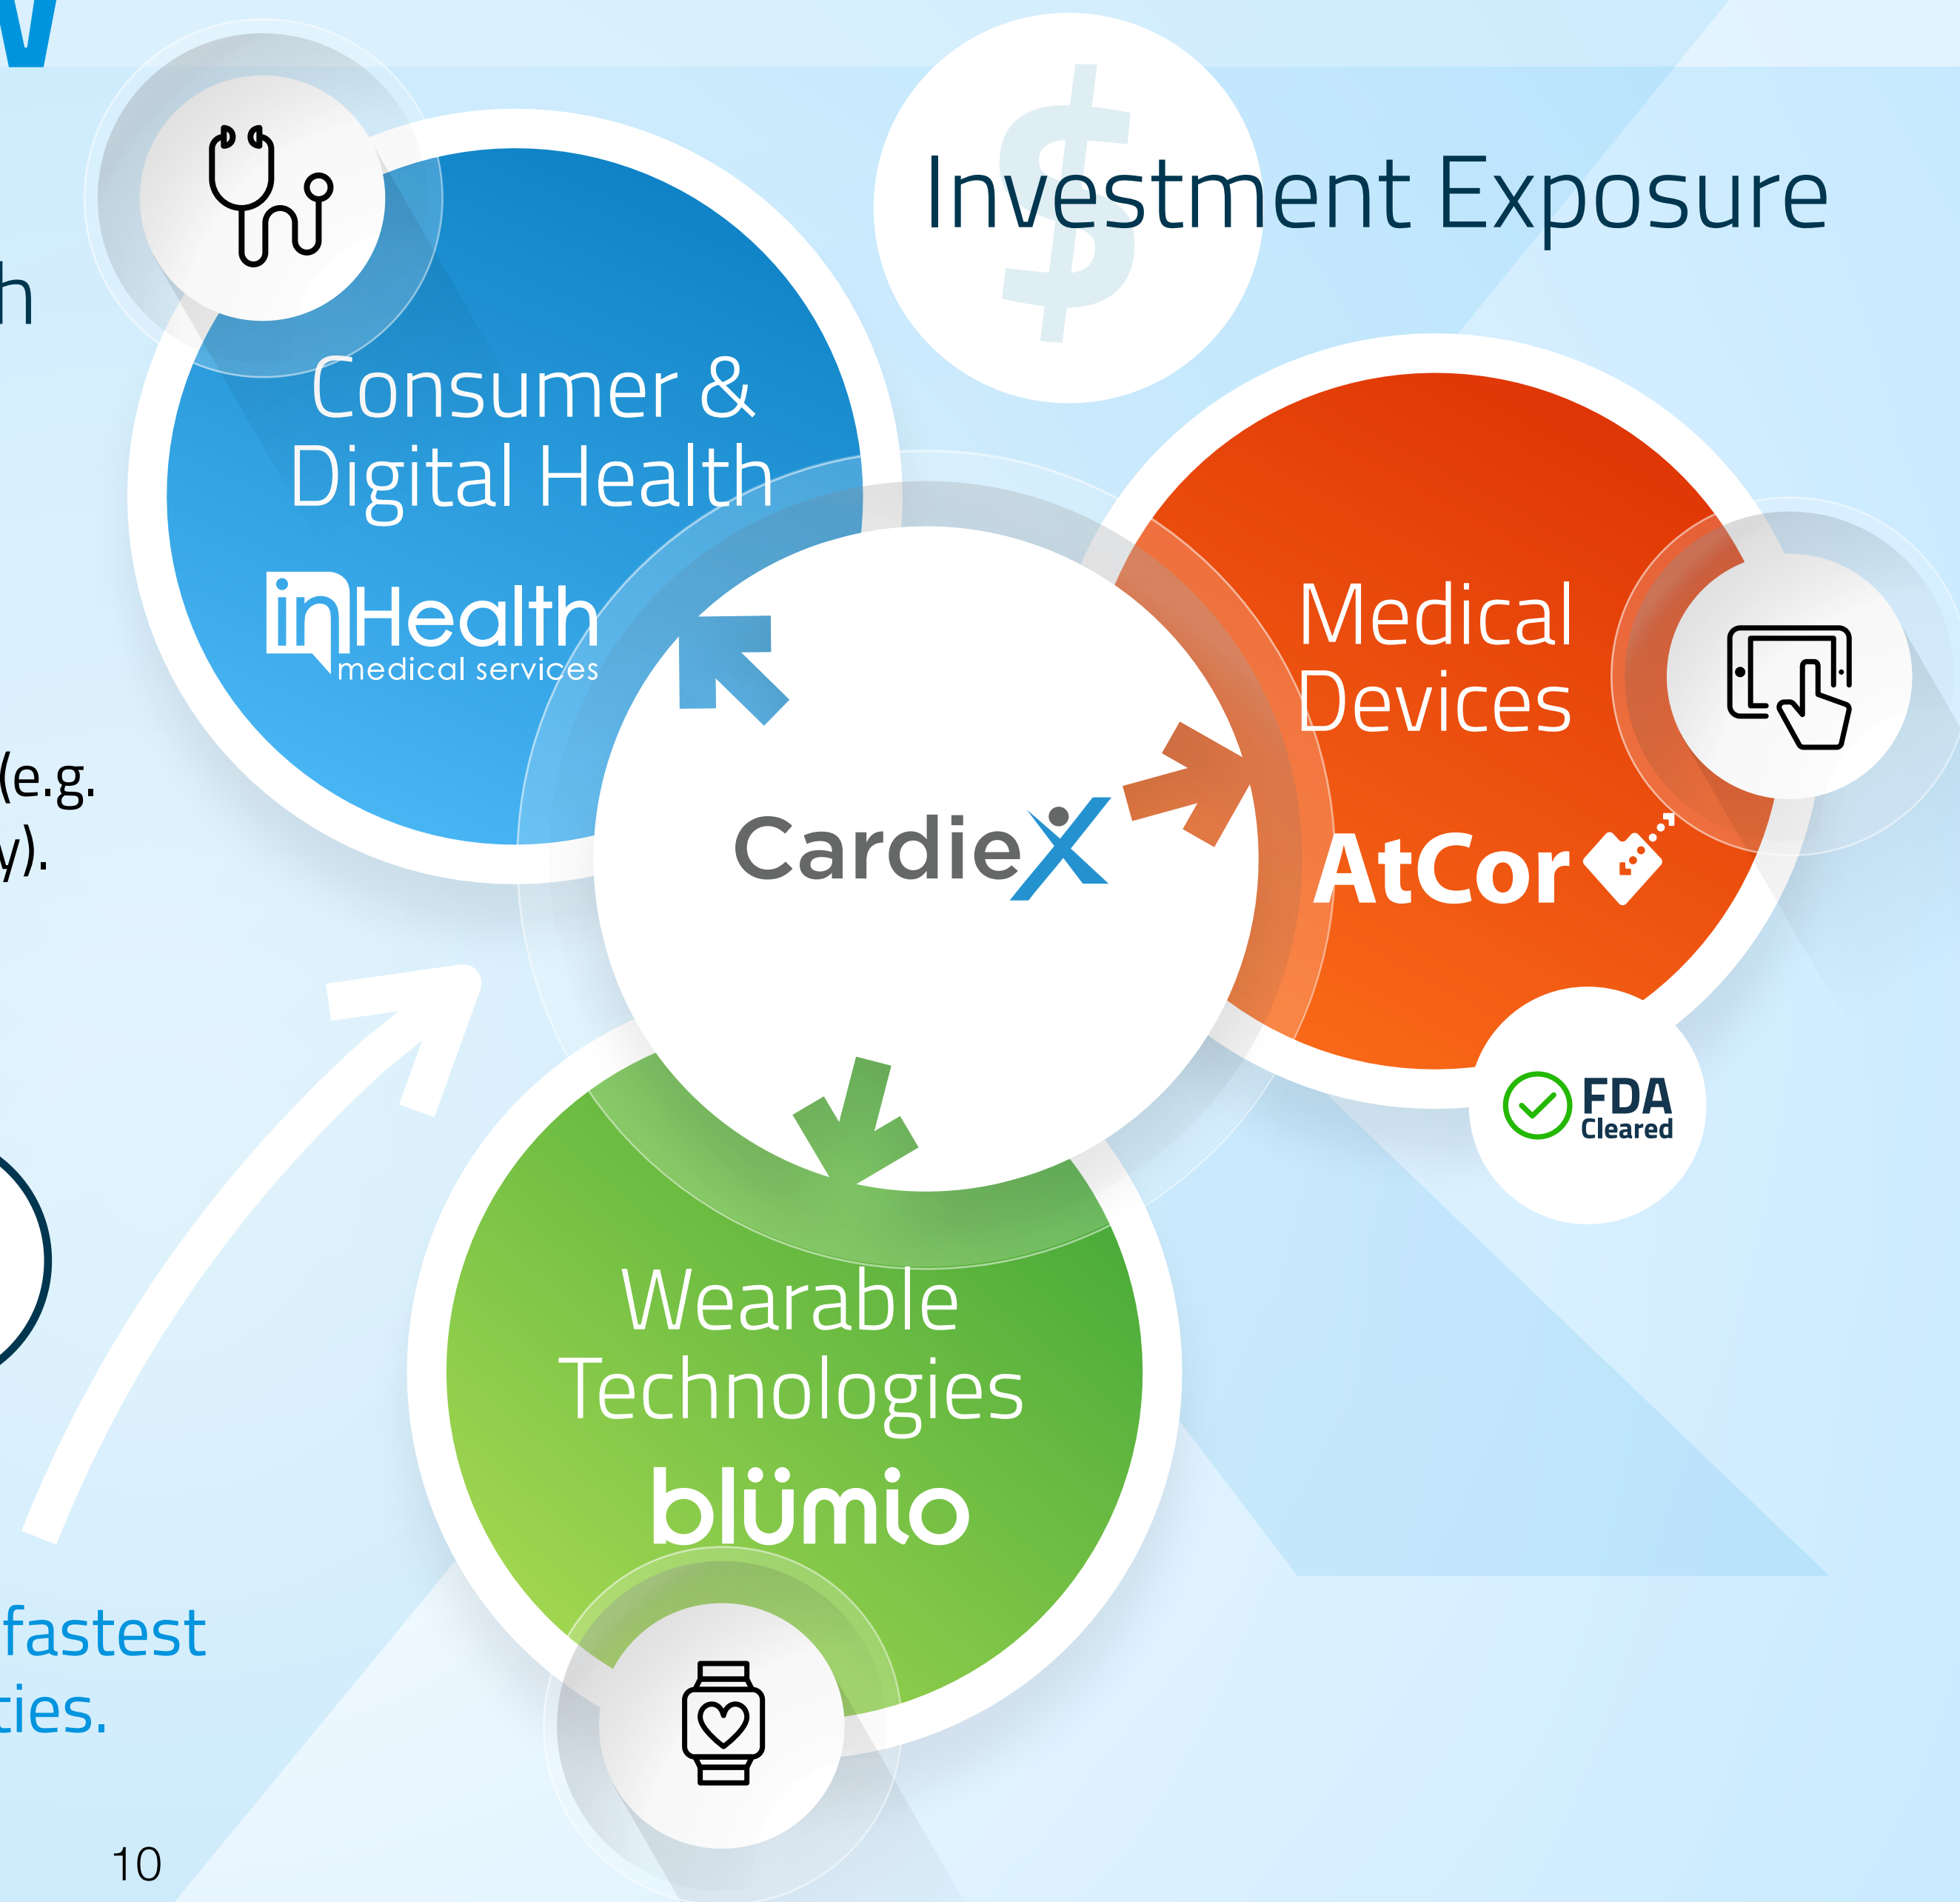 Investment Exposure
Consumer &
Digital Health
inHealth
medical services
Medical
Devices
AtCor
CardieX
FDA
Cleared
Wearable
Technologies
blümio
(e.g.
y).
fastest
10